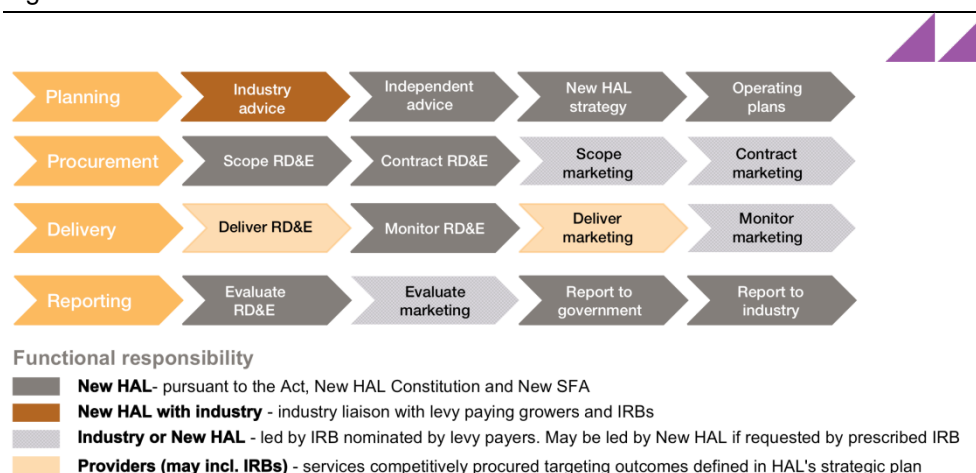 Planning
Industry
advice
Independent
advice
New HAL
strategy
Operating
plans
Procurement
Scope RD&E
Contract RD&E
Scope
marketing
Contract
marketing
Delivery
Deliver RD&E
Monitor RD&E
Deliver
marketing
Monitor
marketing
Reporting
Evaluate
RD&E
Evaluate
marketing
Report to
government
Report to
industry
Functional responsibility
New HAL- pursuant to the Act, New HAL Constitution and New SFA
New HAL with industry - industry liaison with levy paying growers and IRBs
Industry or New HAL - led by IRB nominated by levy payers. May be led by New HAL if requested by prescribed IRB
Providers (may incl. IRBs) - services competitively procured targeting outcomes defined in HAL's strategic plan